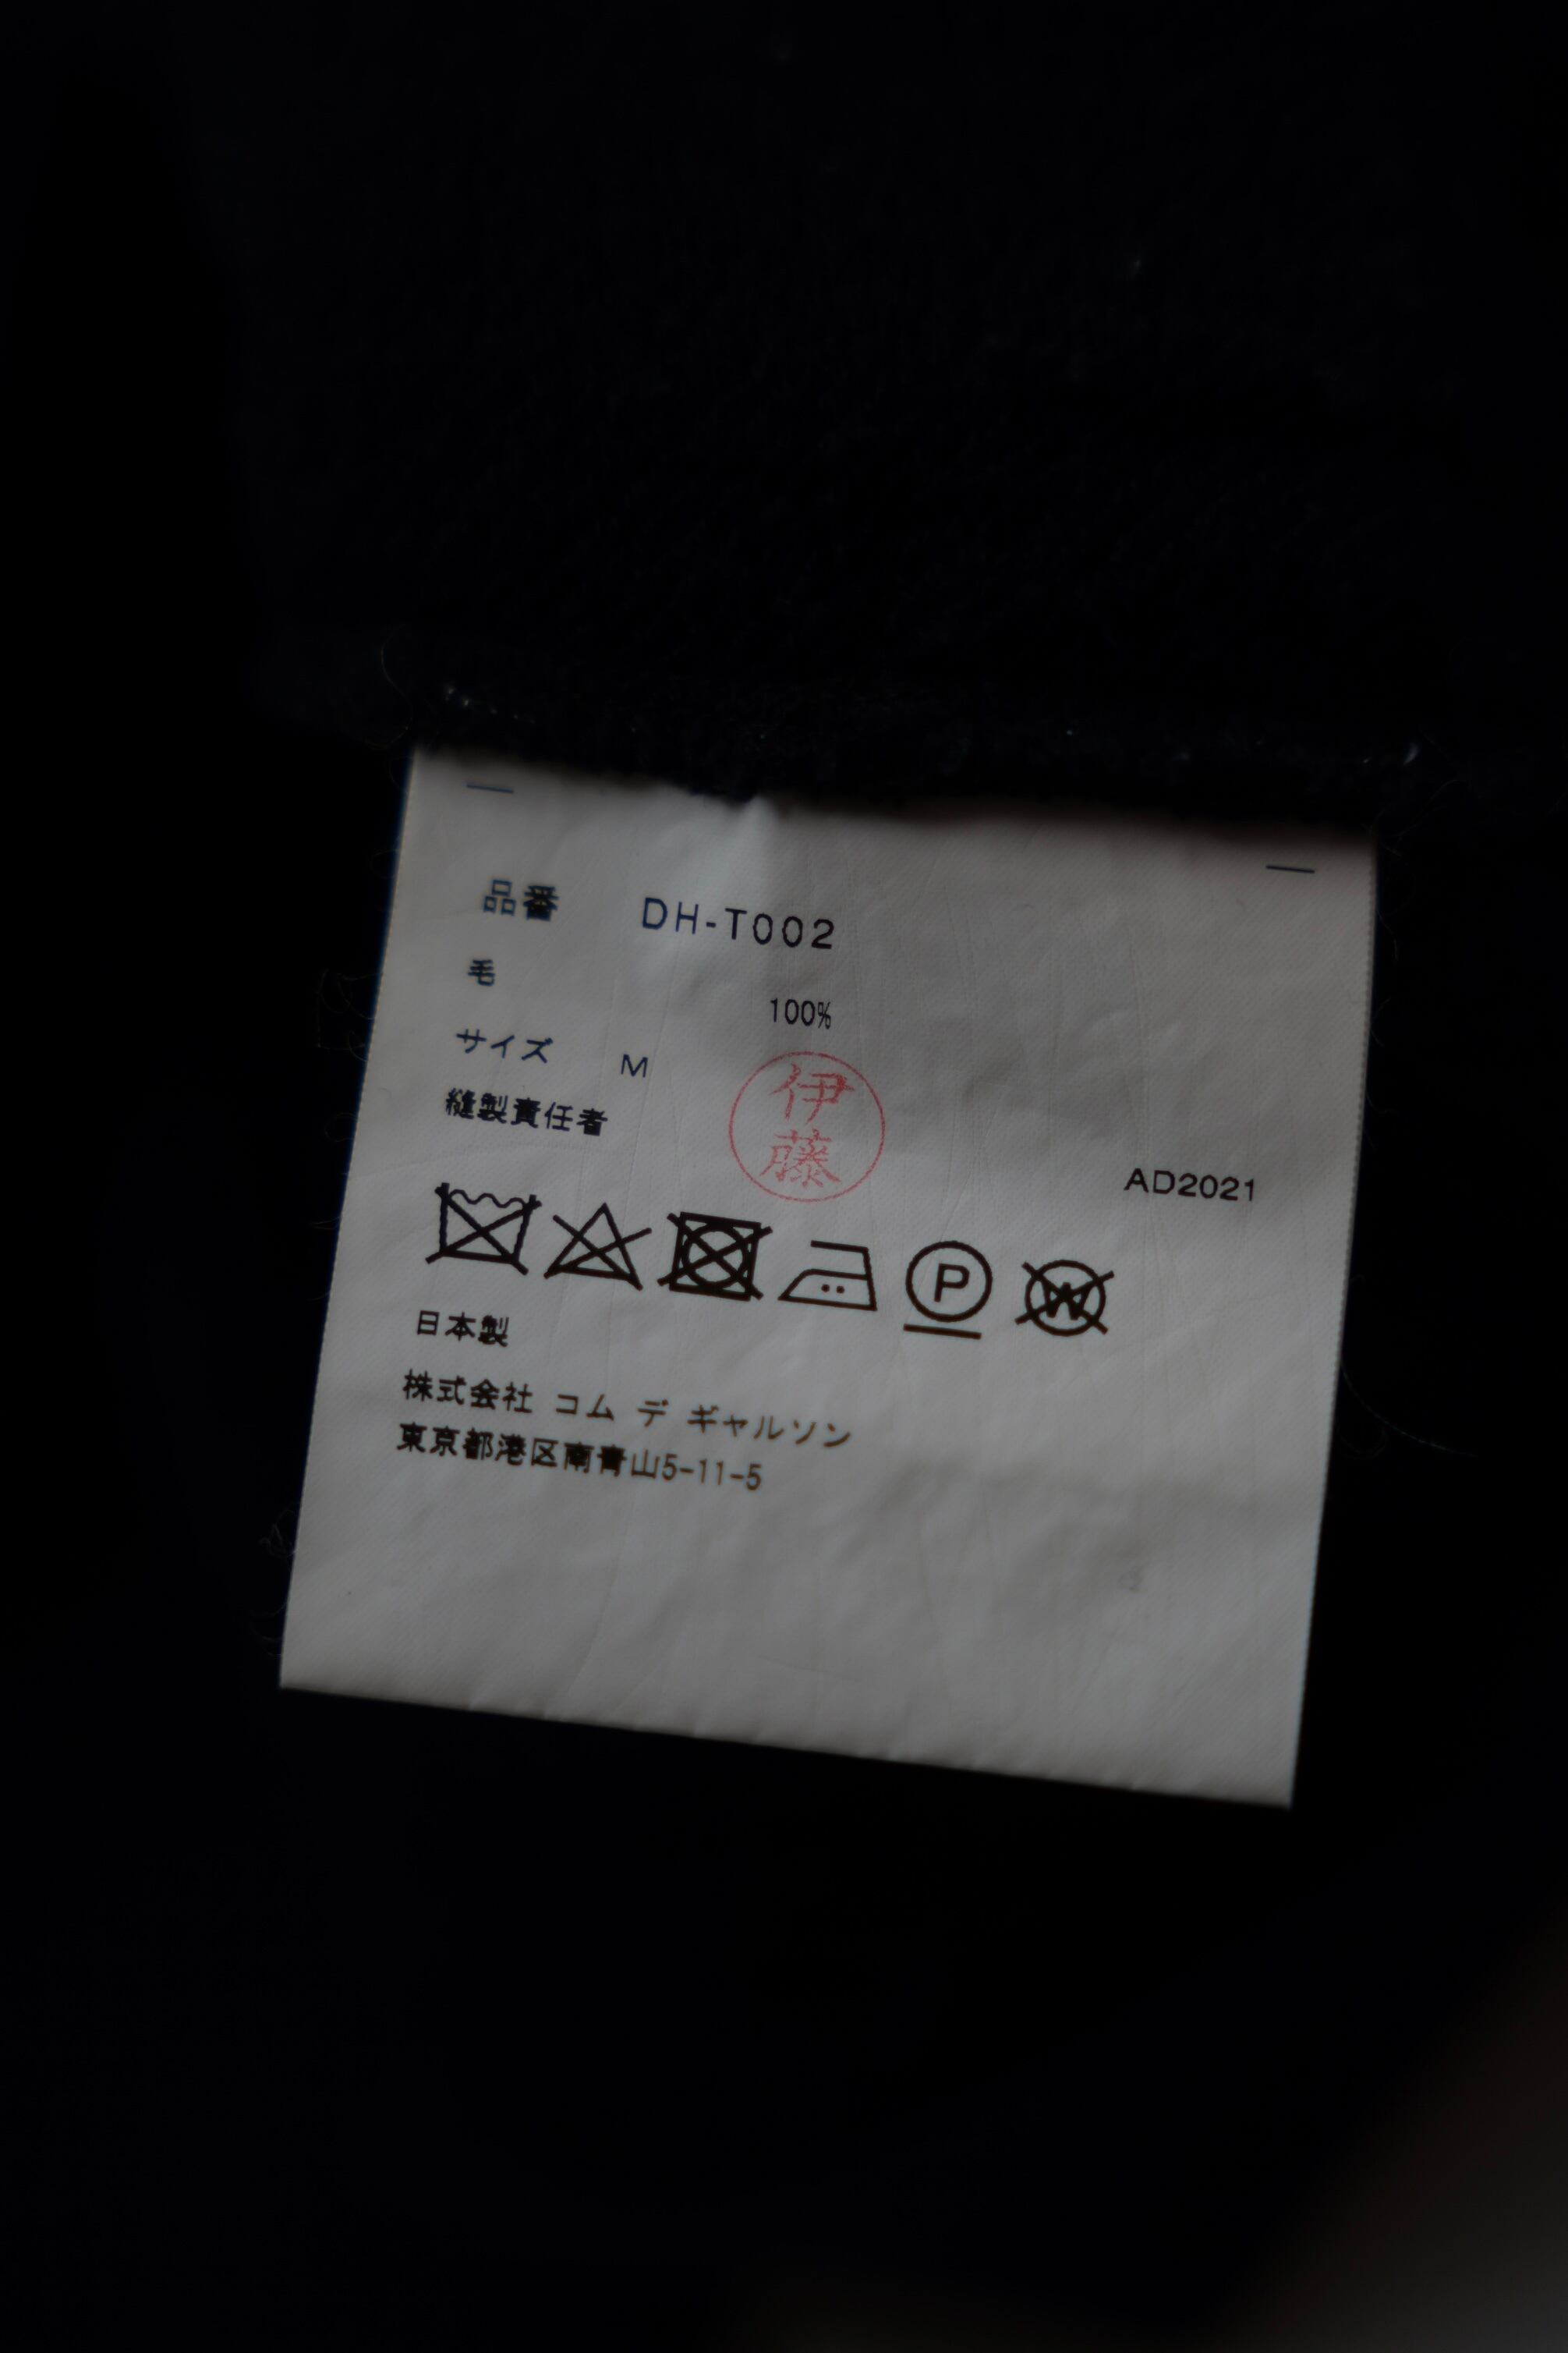 品番 DH-T002
毛 100%
サイズ M
縫製責任者 伊藤
AD2021
P
W
日本製
株式会社 コム デ ギャルソン
東京都港区南青山5-11-5